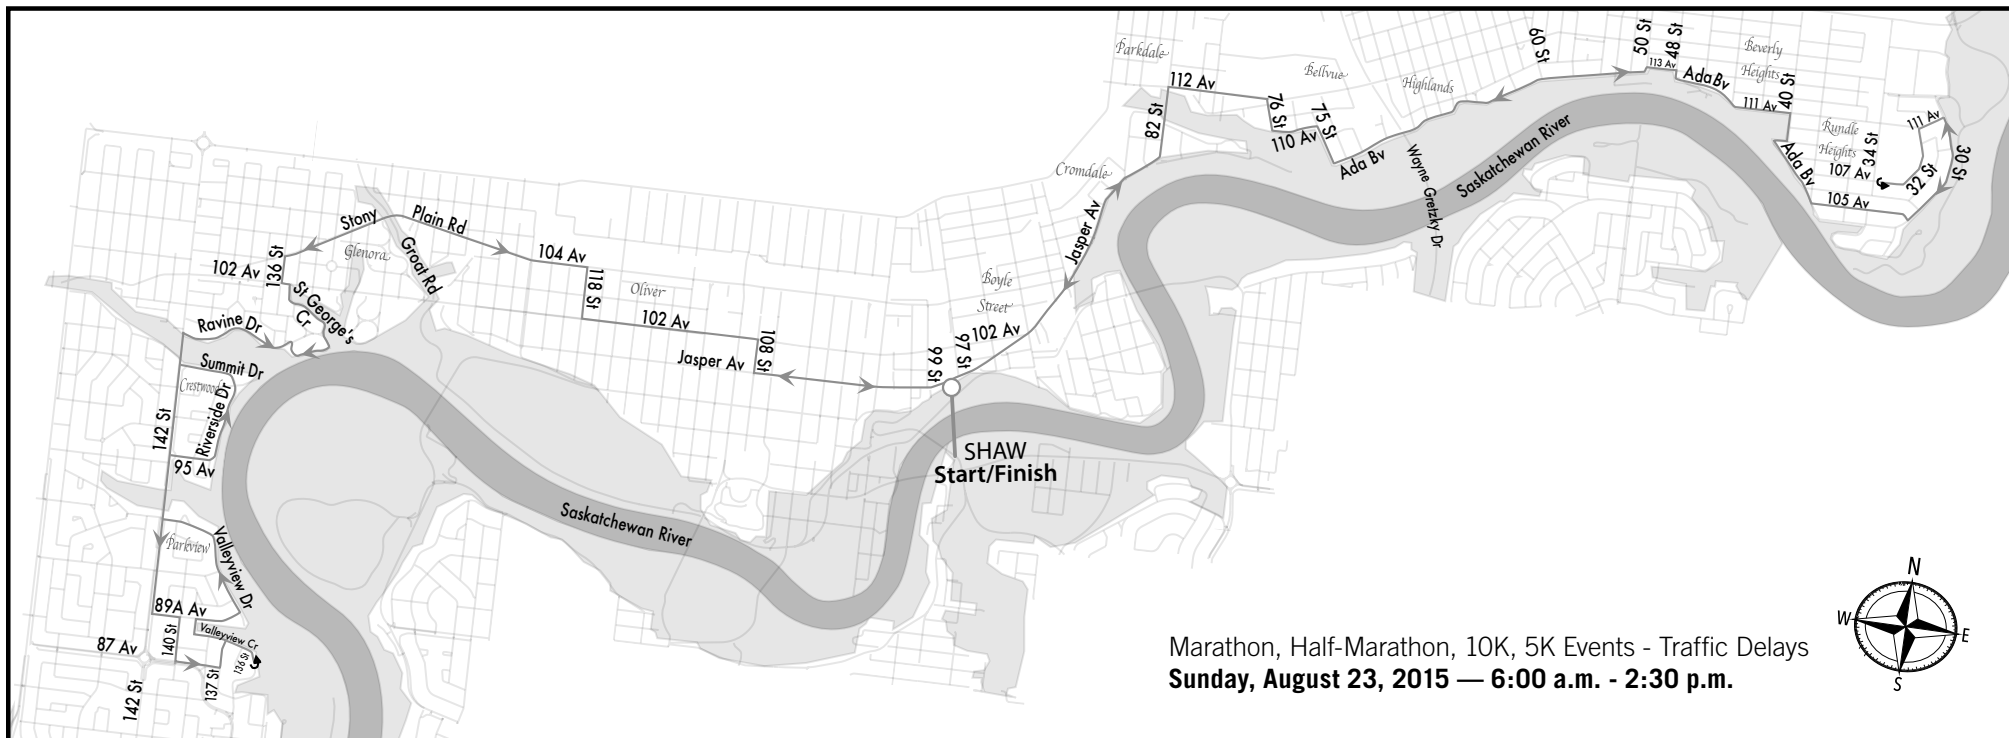 Parkdale
112 Av
82 St
Cromdale
Jasper Av
76 St
110 Av
75 St
Bellvue
Ada Bv
Highlands
Wayne Gretzky Dr
Saskatchewan River
60 St
50 St
113 Av
48 St
Ada Bv
Beverly
Heights
111 Av
40 St
Rundle
Heights
107 Av
34 St
Ada Bv
105 Av
32 St
111 Av
30 St
Stony
Plain Rd
Glenora
Groat Rd
136 St
102 Av
St George's
Cr
Ravine Dr
Summit Dr
Crestwood
Riverside Dr
142 St
95 Av
104 Av
118 St
Oliver
102 Av
108 St
Jasper Av
99 St
97 St
102 Av
Boyle
Street
SHAW
Start/Finish
Saskatchewan River
Parkview
Valleyview Dr
89A Av
Valleyview Cr
140 St
87 Av
137 St
136 St
142 St
Marathon, Half-Marathon, 10K, 5K Events - Traffic Delays
Sunday, August 23, 2015 — 6:00 a.m. - 2:30 p.m.
N
W
E
S